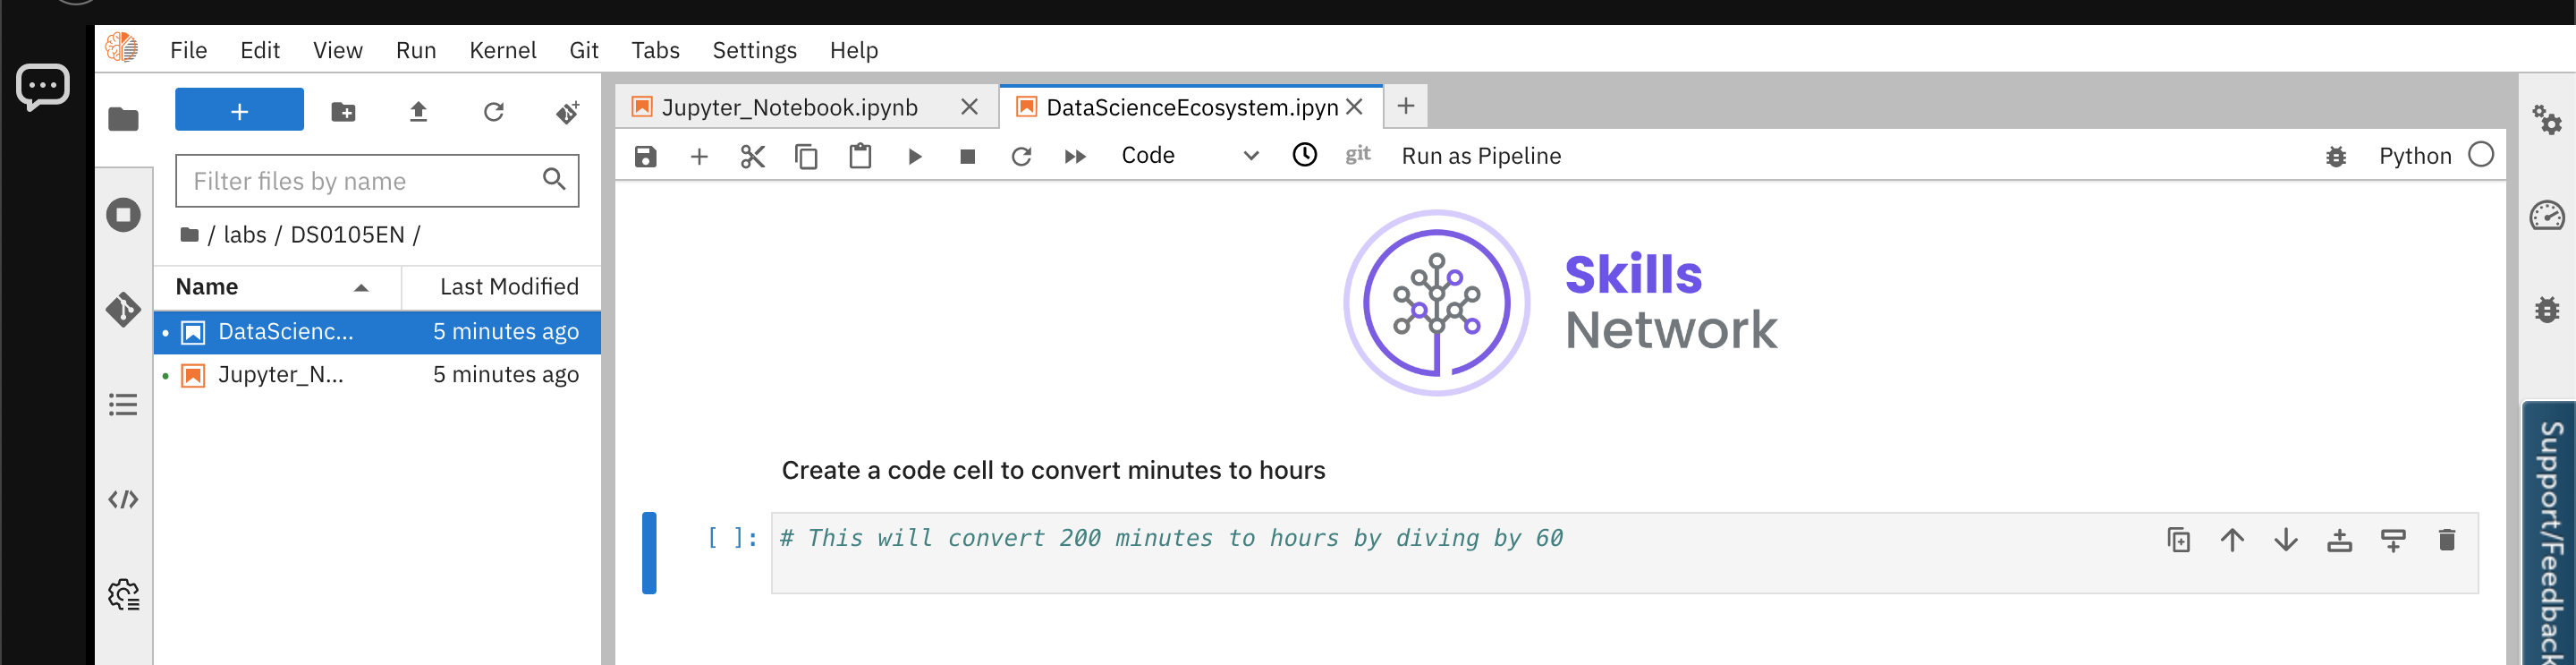 File Edit View Run Kernel Git Tabs Settings Help
Jupyter_Notebook.ipynb
DataScienceEcosystem.ipyn
Filter files by name
Code
git
Run as Pipeline
Python
/ labs / DS0105EN /
Name
Last Modified
DataScienc...
5 minutes ago
Jupyter_N...
5 minutes ago
Skills
Network
Create a code cell to convert minutes to hours
[ ]: # This will convert 200 minutes to hours by diving by 60
Support/Feedback